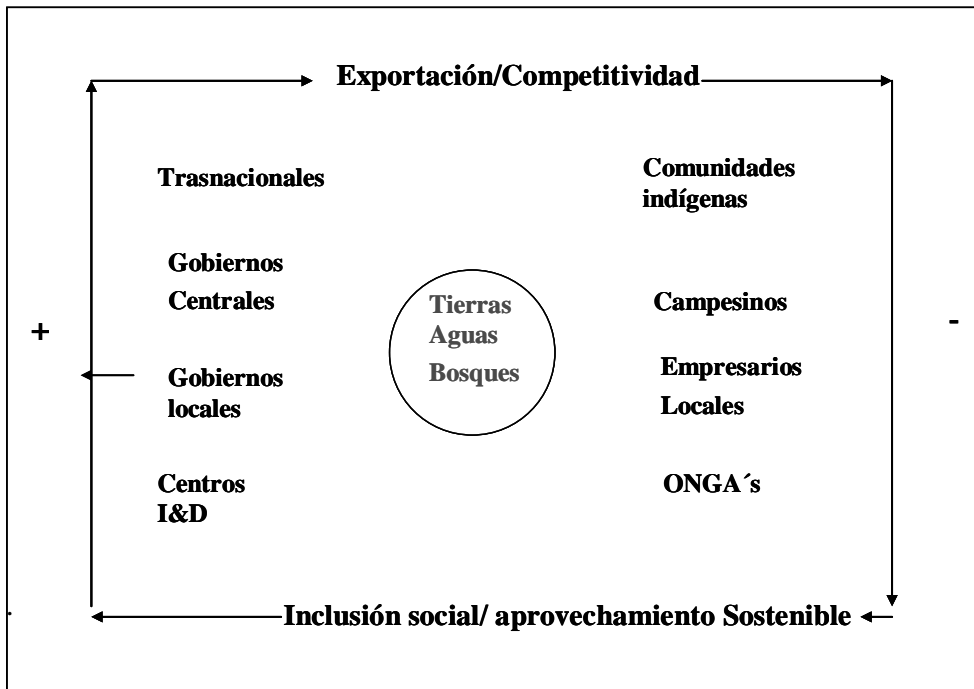 Exportación/Competitividad
Trasnacionales
Gobiernos
Centrales
Gobiernos
locales
Centros
I&D
+
Tierras
Aguas
Bosques
Comunidades
indígenas
Campesinos
Empresarios
Locales
ONGA´s
-
Inclusión social/ aprovechamiento Sostenible